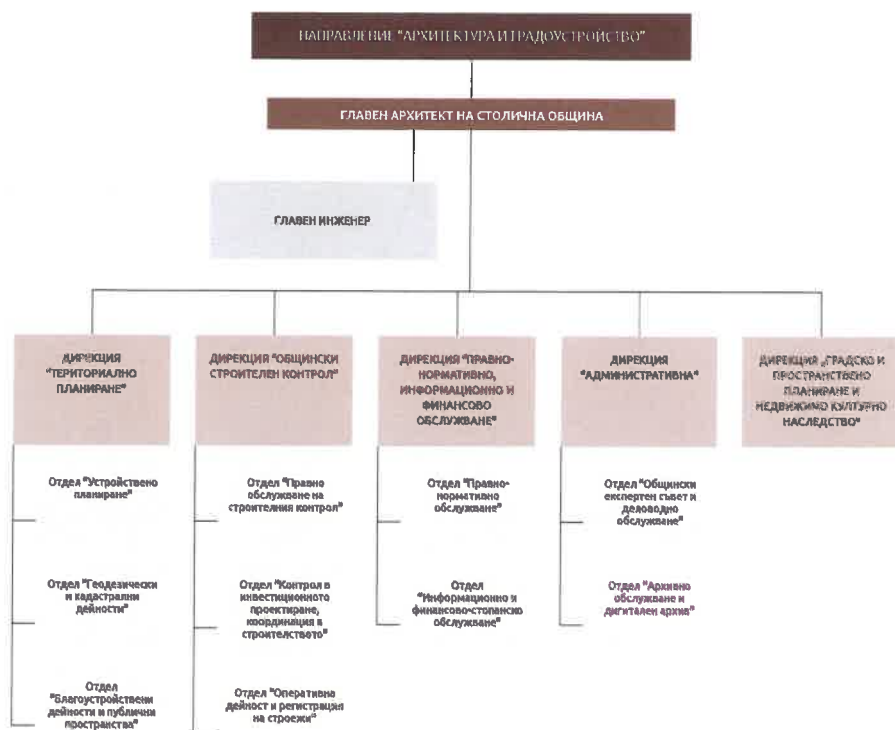 НАПРАВЛЕНИЕ "АРХИТЕКТУРА И ГРАДОУСТРОЙСТВО"
ГЛАВЕН АРХИТЕКТ НА СТОЛИЧНА ОБЩИНА
ГЛАВЕН ИНЖЕНЕР
ДИРЕКЦИЯ
"ТЕРИТОРИАЛНО
ПЛАНИРАНЕ"
ДИРЕКЦИЯ "ОБЩИНСКИ
СТРОИТЕЛЕН КОНТРОЛ"
ДИРЕКЦИЯ "ПРАВНО-
НОРМАТИВНО,
ИНФОРМАЦИОННО И
ФИНАНСОВО
ОБСЛУЖВАНЕ"
ДИРЕКЦИЯ
"АДМИНИСТРАТИВНА"
ДИРЕКЦИЯ „ГРАДСКО И
ПРОСТРАНСТВЕНО
ПЛАНИРАНЕ И
НЕДВИЖИМО КУЛТУРНО
НАСЛЕДСТВО"
Отдел "Устройствено
планиране"
Отдел "Геодезически
и кадастрални
дейности"
Отдел
"Благоустройствени
дейности и публични
пространства"
Отдел "Правно
обслужване на
строителния контрол"
Отдел "Контрол в
инвестиционното
проектиране,
координация в
строителството"
Отдел "Оперативна
дейност и регистрация
на строежи"
Отдел "Правно-
нормативно
обслужване"
Отдел
"Информационно и
финансово-стопанско
обслужване"
Отдел "Общински
експертен съвет и
деловодно
обслужване"
Отдел "Архивно
обслужване и
дигитален архив"